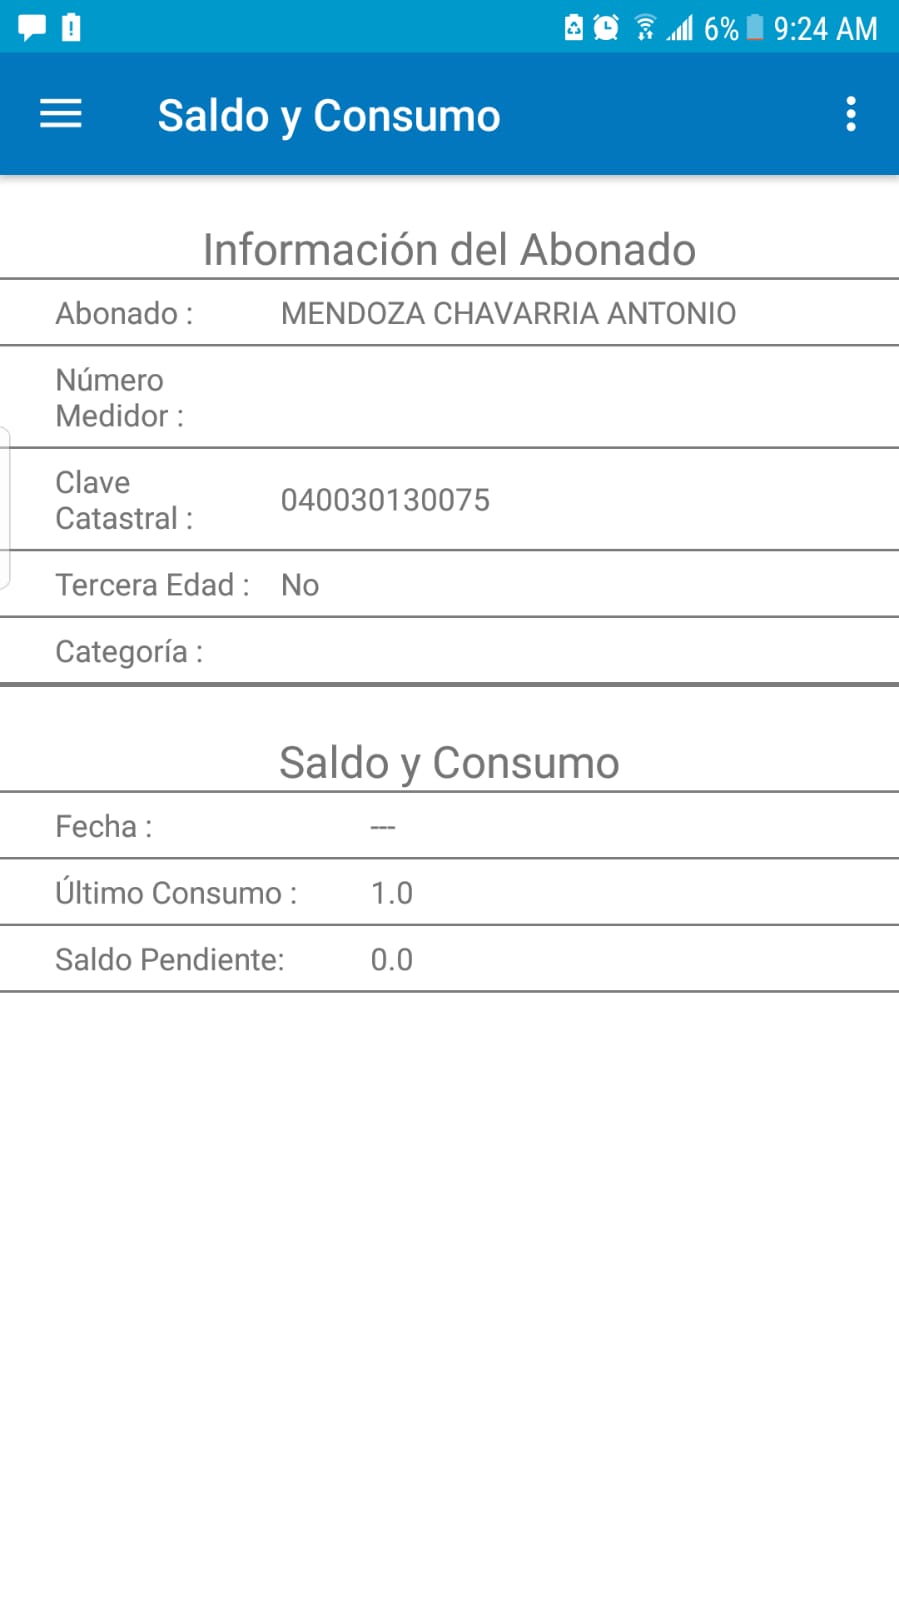 6% 9:24 AM
Saldo y Consumo
Información del Abonado
Abonado : MENDOZA CHAVARRIA ANTONIO
Número
Medidor :
Clave
Catastral : 040030130075
Tercera Edad : No
Categoría :
Saldo y Consumo
Fecha : ---
Último Consumo : 1.0
Saldo Pendiente: 0.0